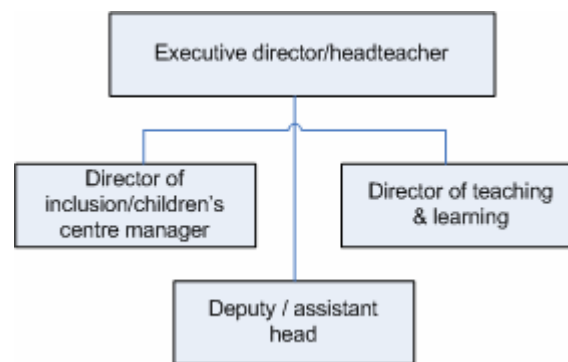 Executive director/headteacher
Director of
inclusion/children's
centre manager
Director of teaching
& learning
Deputy / assistant
head